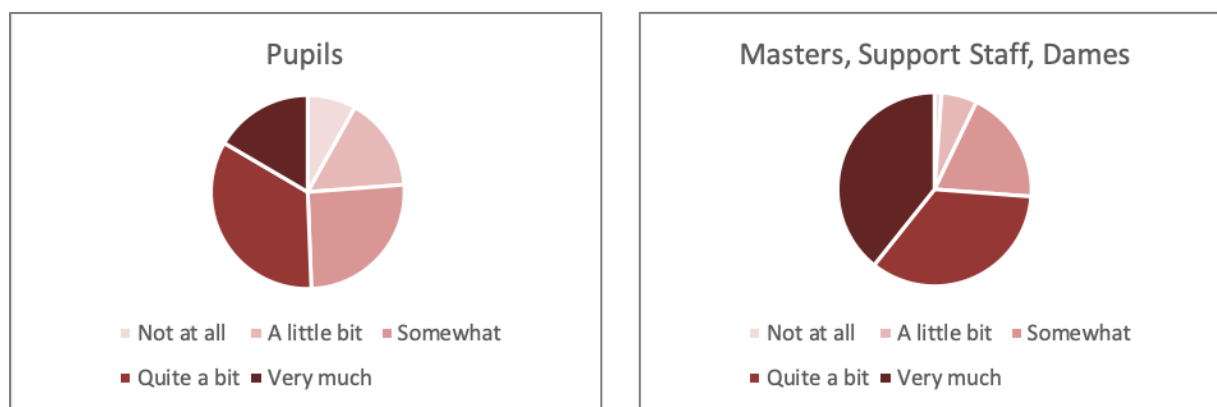 Pupils
Not at all A little bit Somewhat
Quite a bit Very much
Masters, Support Staff, Dames
Not at all A little bit Somewhat
Quite a bit Very much